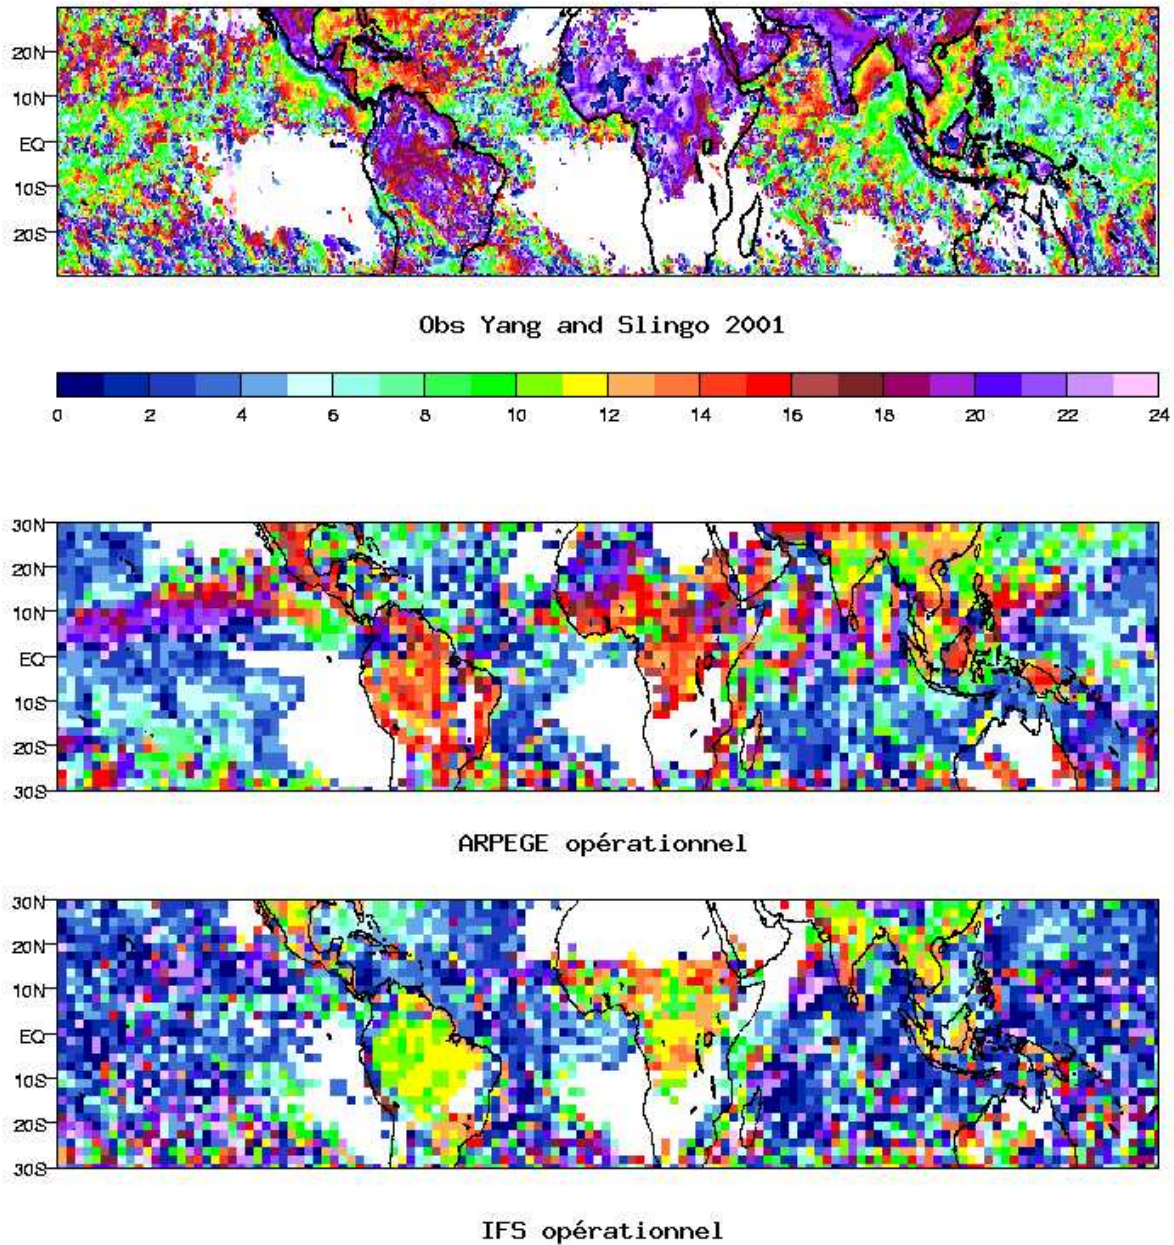 20N
10N
EQ
10S
20S
Obs Yang and Slingo 2001
0 2 4 6 8 10 12 14 16 18 20 22 24
30N
20N
10N
EQ
10S
20S
30S
ARPEGE opérationnel
30N
20N
10N
EQ
10S
20S
30S
IFS opérationnel